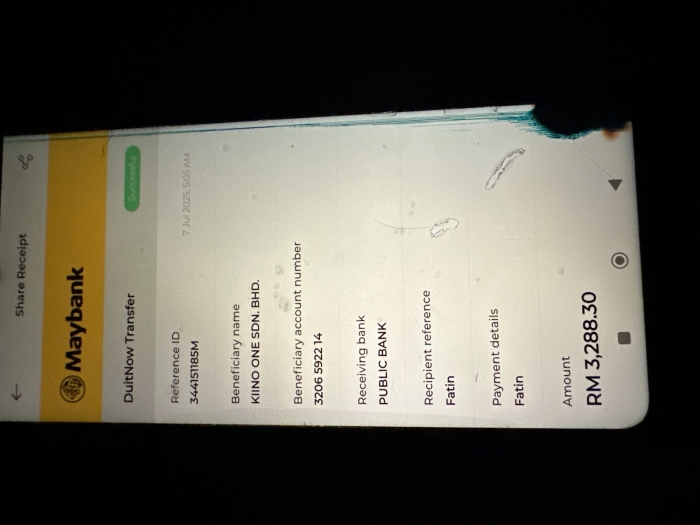 Share Receipt
Maybank
DuitNow Transfer
Successful
Reference ID
344151185M
7 Jul 2025, 5:05 AM
Beneficiary name
KIINO ONE SDN. BHD.
Beneficiary account number
3206 5922 14
Receiving bank
PUBLIC BANK
Recipient reference
Fatin
Payment details
Fatin
Amount
RM 3,288.30